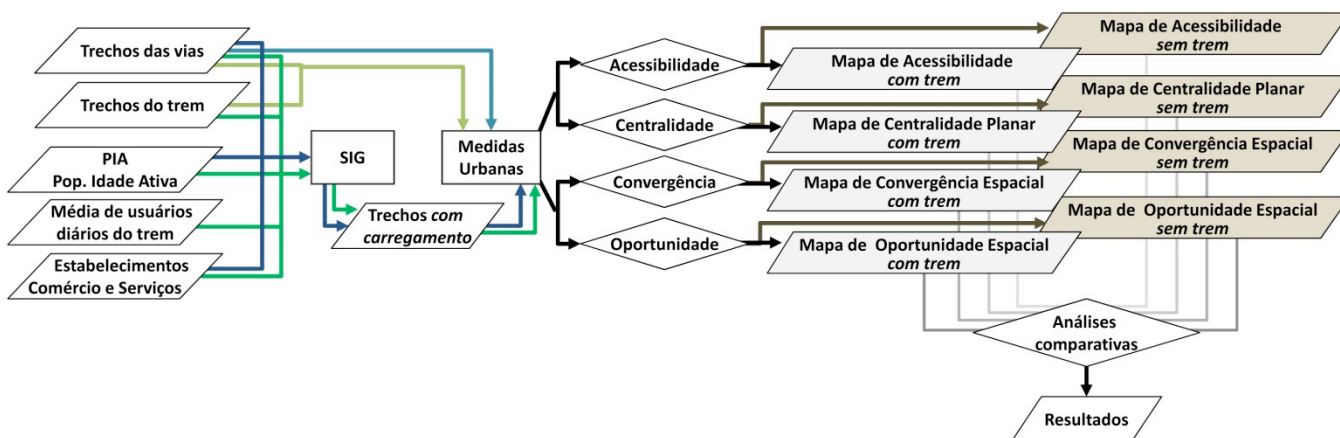 Trechos das vias
Trechos do trem
PIA
Pop. Idade Ativa
Média de usuários
diários do trem
Estabelecimentos
Comércio e Serviços
SIG
Trechos com
carregamento
Medidas
Urbanas
Acessibilidade
Centralidade
Convergência
Oportunidade
Mapa de Acessibilidade
sem trem
Mapa de Acessibilidade
com trem
Mapa de Centralidade Planar
sem trem
Mapa de Centralidade Planar
com trem
Mapa de Convergência Espacial
sem trem
Mapa de Convergência Espacial
com trem
Mapa de Oportunidade Espacial
sem trem
Mapa de Oportunidade Espacial
com trem
Análises
comparativas
Resultados